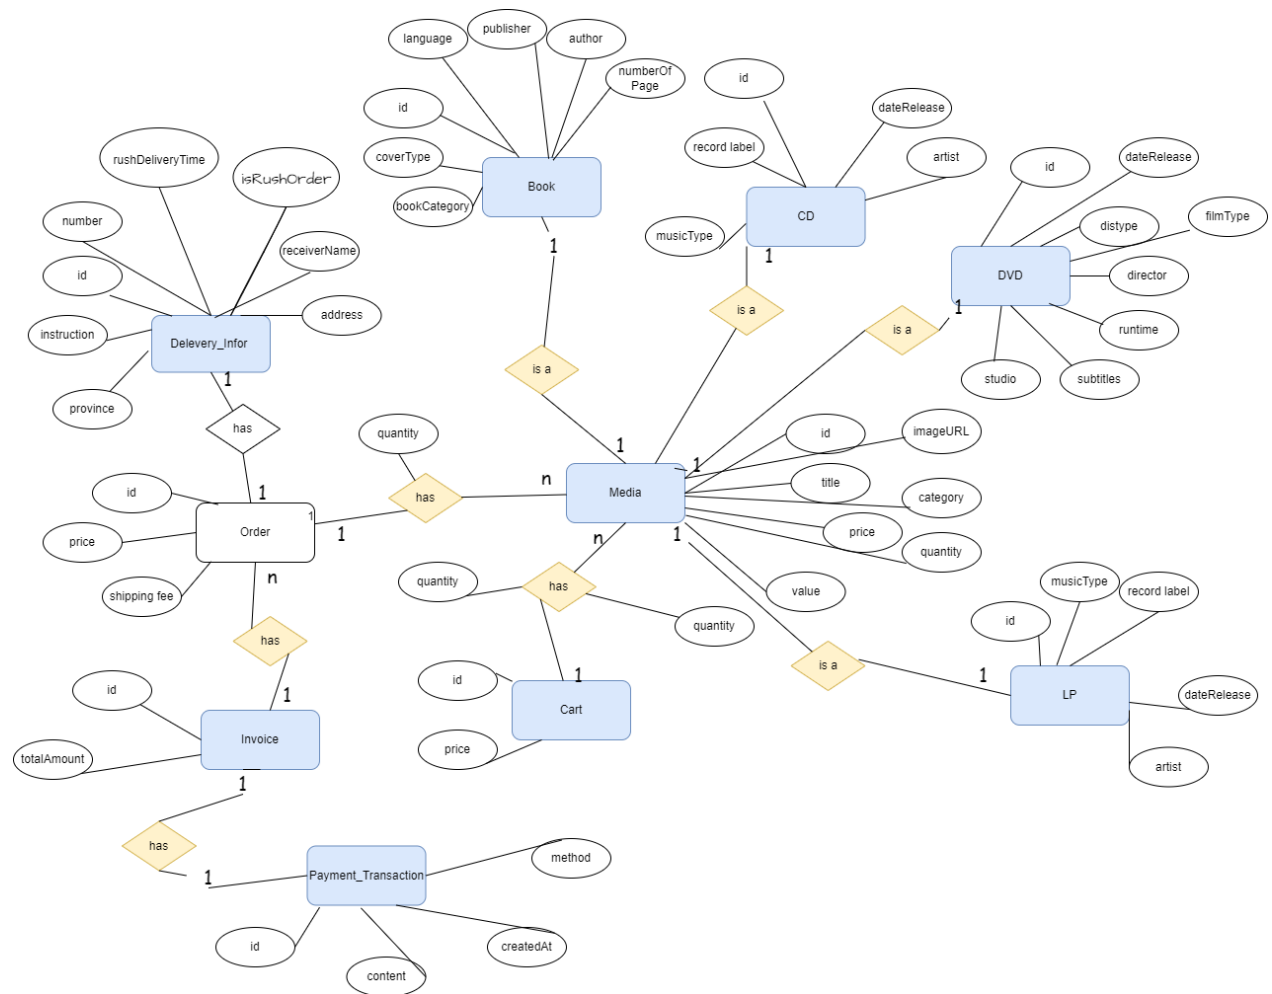 publisher
language
author
numberOf
Page
id
id
dateRelease
coverType
record label
artist
dateRelease
id
rushDeliveryTime
isRushOrder
Book
bookCategory
CD
filmType
distype
number
musicType
1
1
receiverName
id
DVD
director
is a
1
address
instruction
Delevery_Infor
is a
runtime
1
is a
studio
subtitles
province
has
quantity
id
imageURL
1
1
n
id
1
has
Media
title
category
1
Order
1
price
price
n
1
quantity
n
quantity
has
value
shipping fee
quantity
musicType
record label
id
has
is a
1
id
id
1
1
LP
dateRelease
Cart
Invoice
price
totalAmount
artist
1
has
method
1
Payment_Transaction
id
createdAt
content